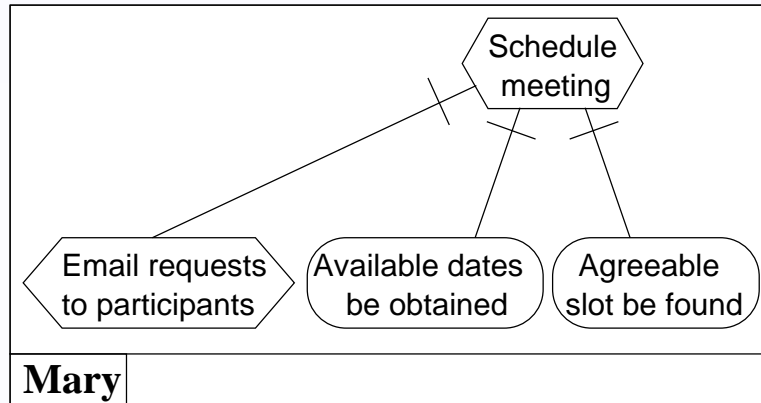 Schedule
meeting
Email requests
to participants
Available dates
be obtained
Agreeable
slot be found
Mary